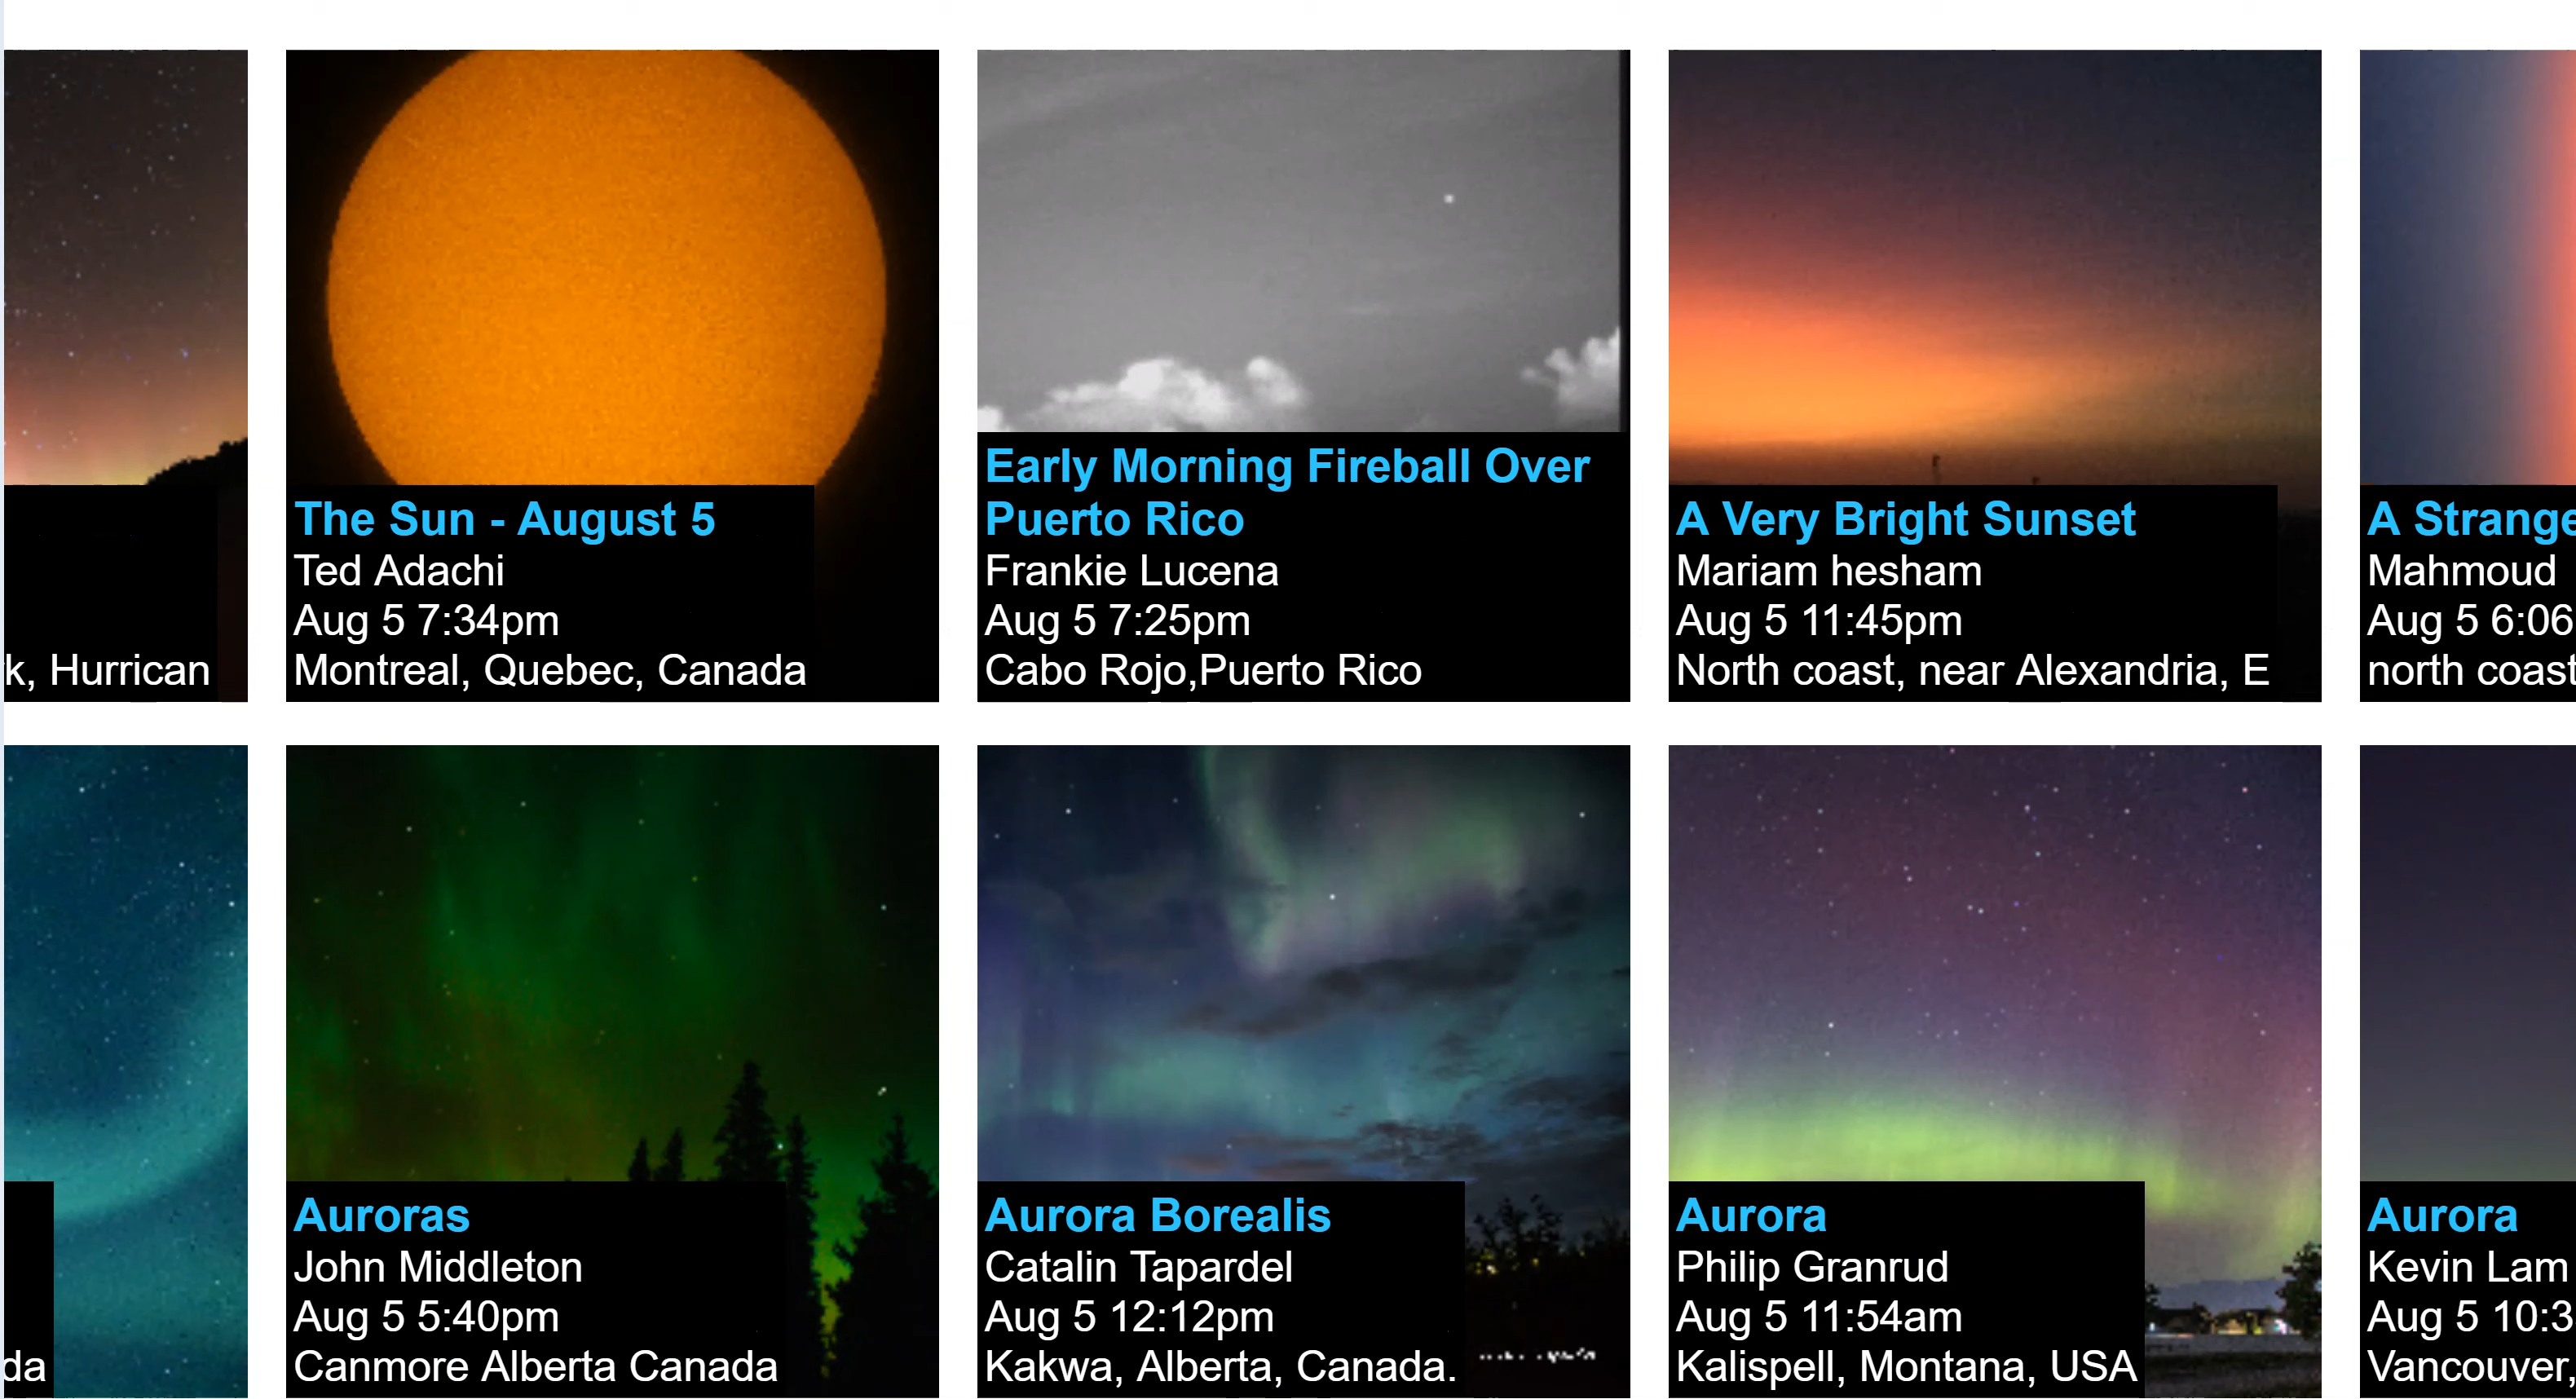 k, Hurrican
The Sun - August 5
Ted Adachi
Aug 5 7:34pm
Montreal, Quebec, Canada
Early Morning Fireball Over
Puerto Rico
Frankie Lucena
Aug 5 7:25pm
Cabo Rojo,Puerto Rico
A Very Bright Sunset
Mariam hesham
Aug 5 11:45pm
North coast, near Alexandria, E
A Strange
Mahmoud
Aug 5 6:06
north coast
da
Auroras
John Middleton
Aug 5 5:40pm
Canmore Alberta Canada
Aurora Borealis
Catalin Tapardel
Aug 5 12:12pm
Kakwa, Alberta, Canada.
Aurora
Philip Granrud
Aug 5 11:54am
Kalispell, Montana, USA
Aurora
Kevin Lam
Aug 5 10:3
Vancouver,